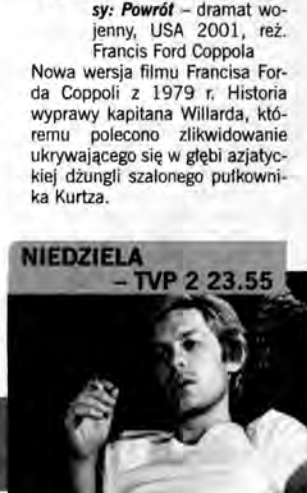 sy: Powrót – dramat wo-
jenny, USA 2001, reż.
Francis Ford Coppola
Nowa wersja filmu Francisa For-
da Coppoli z 1979 r. Historia
wyprawy kapitana Willarda, któ-
remu polecono zlikwidowanie
ukrywającego się w głębi azjatyc-
kiej dżungli szalonego pułkowni-
ka Kurtza.
NIEDZIELA
– TVP 2 23.55